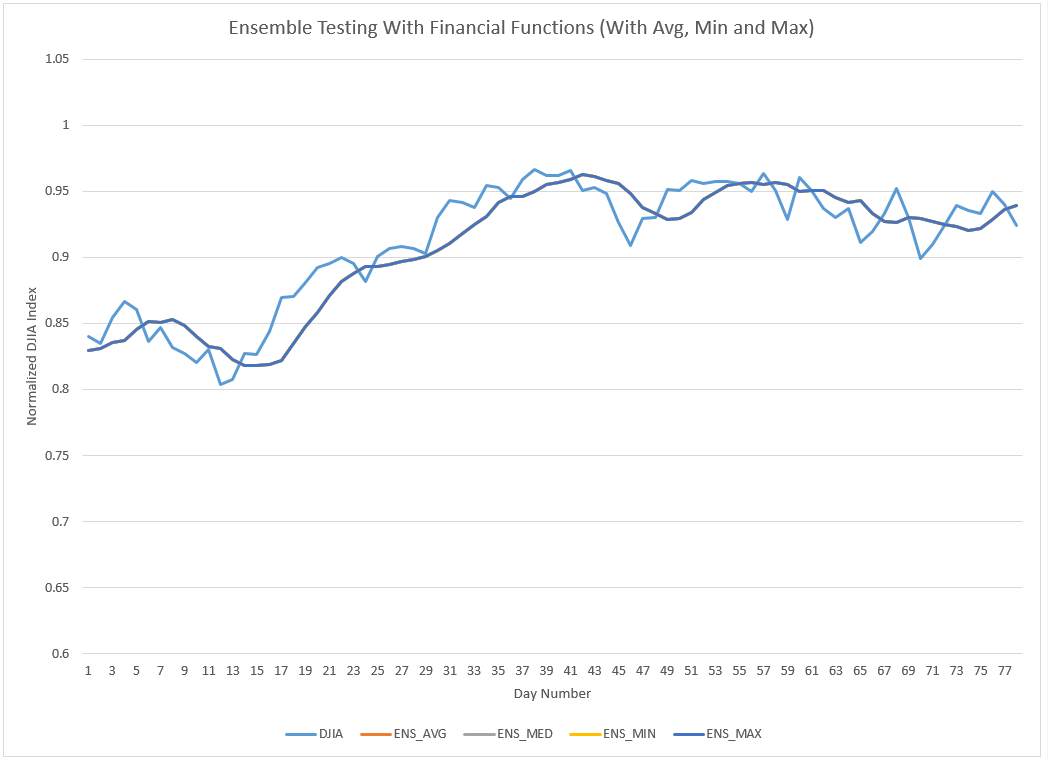 Ensemble Testing With Financial Functions (With Avg, Min and Max)
1.05
1
0.95
0.9
0.85
0.8
0.75
0.7
0.65
0.6
Normalized DJIA Index
1 3 5 7 9 11 13 15 17 19 21 23 25 27 29 31 33 35 37 39 41 43 45 47 49 51 53 55 57 59 61 63 65 67 69 71 73 75 77
Day Number
DJIA ENS_AVG ENS_MED ENS_MIN ENS_MAX